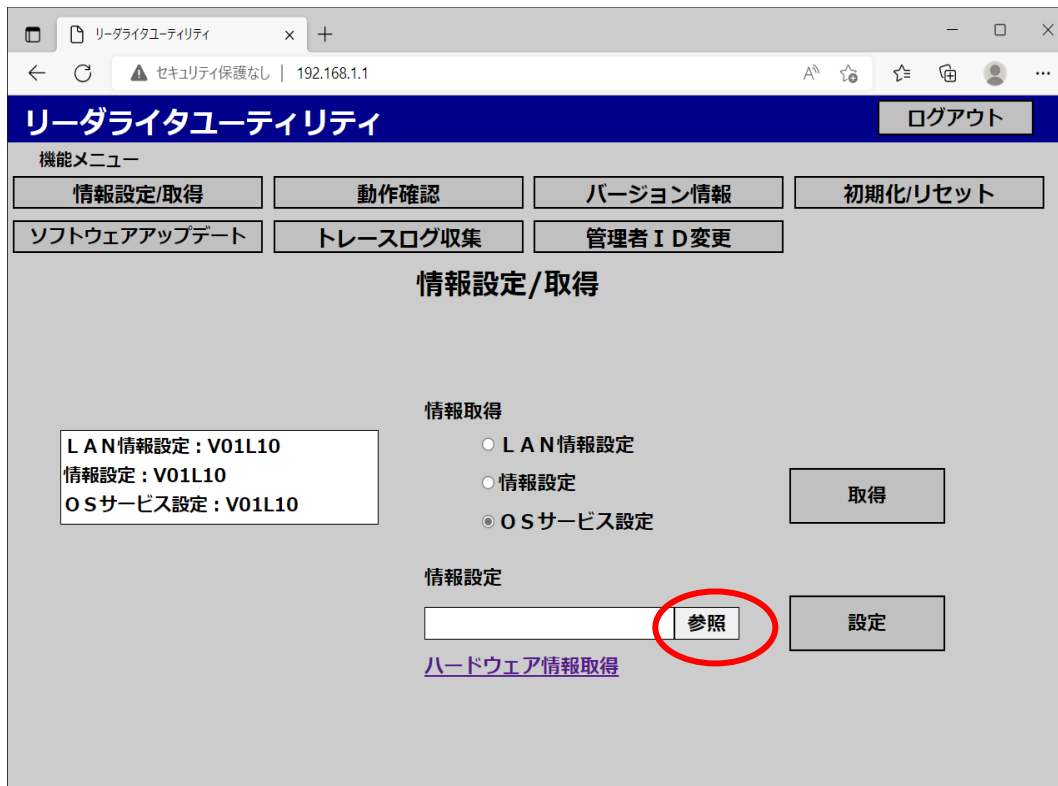 リーダライタユーティリティ
セキュリティ保護なし | 192.168.1.1
リーダライタユーティリティ
ログアウト
機能メニュー
情報設定/取得 動作確認 バージョン情報 初期化/リセット
ソフトウェアアップデート トレースログ収集 管理者ＩＤ変更
情報設定/取得
情報取得
ＬＡＮ情報設定：V01L10
情報設定：V01L10
ＯＳサービス設定：V01L10
ＬＡＮ情報設定
情報設定
ＯＳサービス設定
取得
情報設定
参照
設定
ハードウェア情報取得